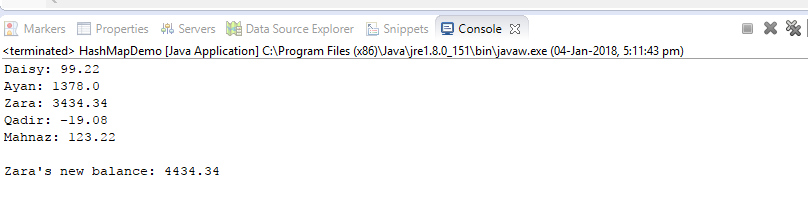 Markers Properties Servers Data Source Explorer Snippets Console
<terminated> HashMapDemo [Java Application] C:\Program Files (x86)\Java\jre1.8.0_151\bin\javaw.exe (04-Jan-2018, 5:11:43 pm)
Daisy: 99.22
Ayan: 1378.0
Zara: 3434.34
Qadir: -19.08
Mahnaz: 123.22
Zara's new balance: 4434.34